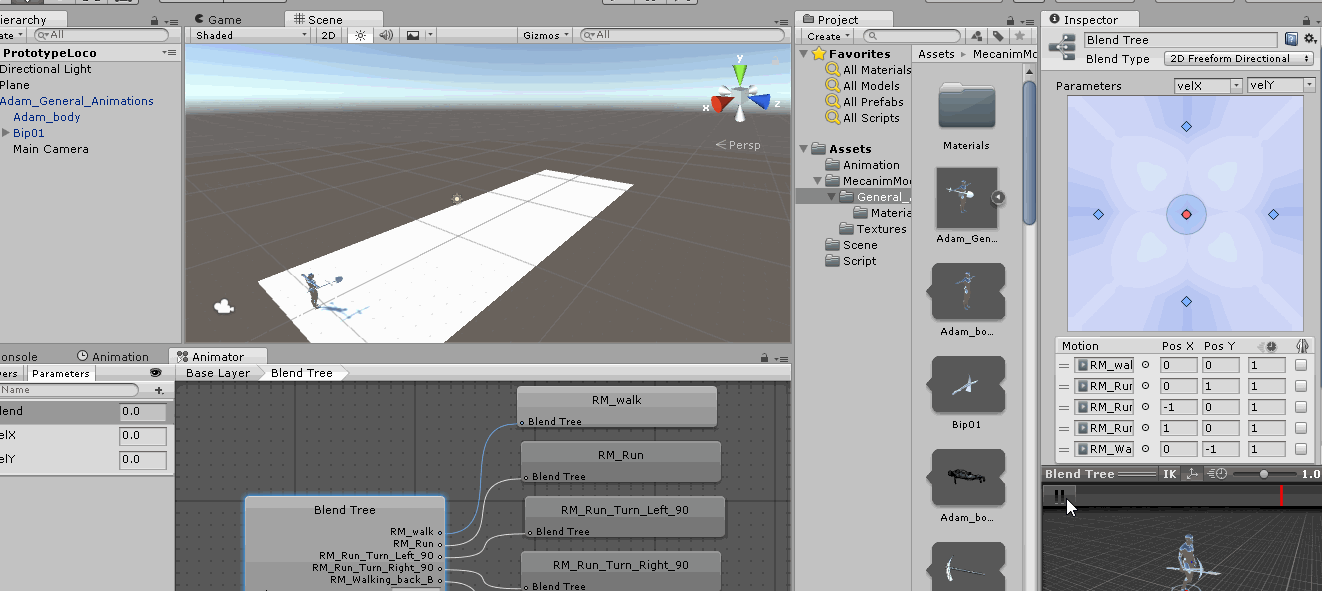 ierarchy
ate
All
PrototypeLoco
Directional Light
Plane
Adam_General_Animations
Adam_body
Bip01
Main Camera
Game
Scene
Shaded
2D
Gizmos
All
y
x
z
Persp
Project
Create
Favorites
All Materials
All Models
All Prefabs
All Scripts
Assets
Animation
MecanimMo
General_
Materia
Textures
Scene
Script
Assets
MecanimMo
Materials
Adam_Gen...
Adam_bo...
Bip01
Adam_bo...
Inspector
Blend Tree
Blend Type
2D Freeform Directional
Parameters
velX
velY
Motion
Pos X
Pos Y
RM_wal
0
0
1
RM_Rur
0
1
1
RM_Rur
-1
0
1
RM_Rur
1
0
1
RM_Wa
0
-1
1
Blend Tree
IK
1.0
onsole
Animation
Animator
ers
Parameters
Base Layer
Blend Tree
Name
lend
0.0
elX
0.0
elY
0.0
RM_walk
Blend Tree
RM_Run
Blend Tree
RM_Run_Turn_Left_90
Blend Tree
RM_Run_Turn_Right_90
Blend Tree
Blend Tree
RM_walk
RM_Run
RM_Run_Turn_Left_90
RM_Run_Turn_Right_90
RM_Walking_back_B